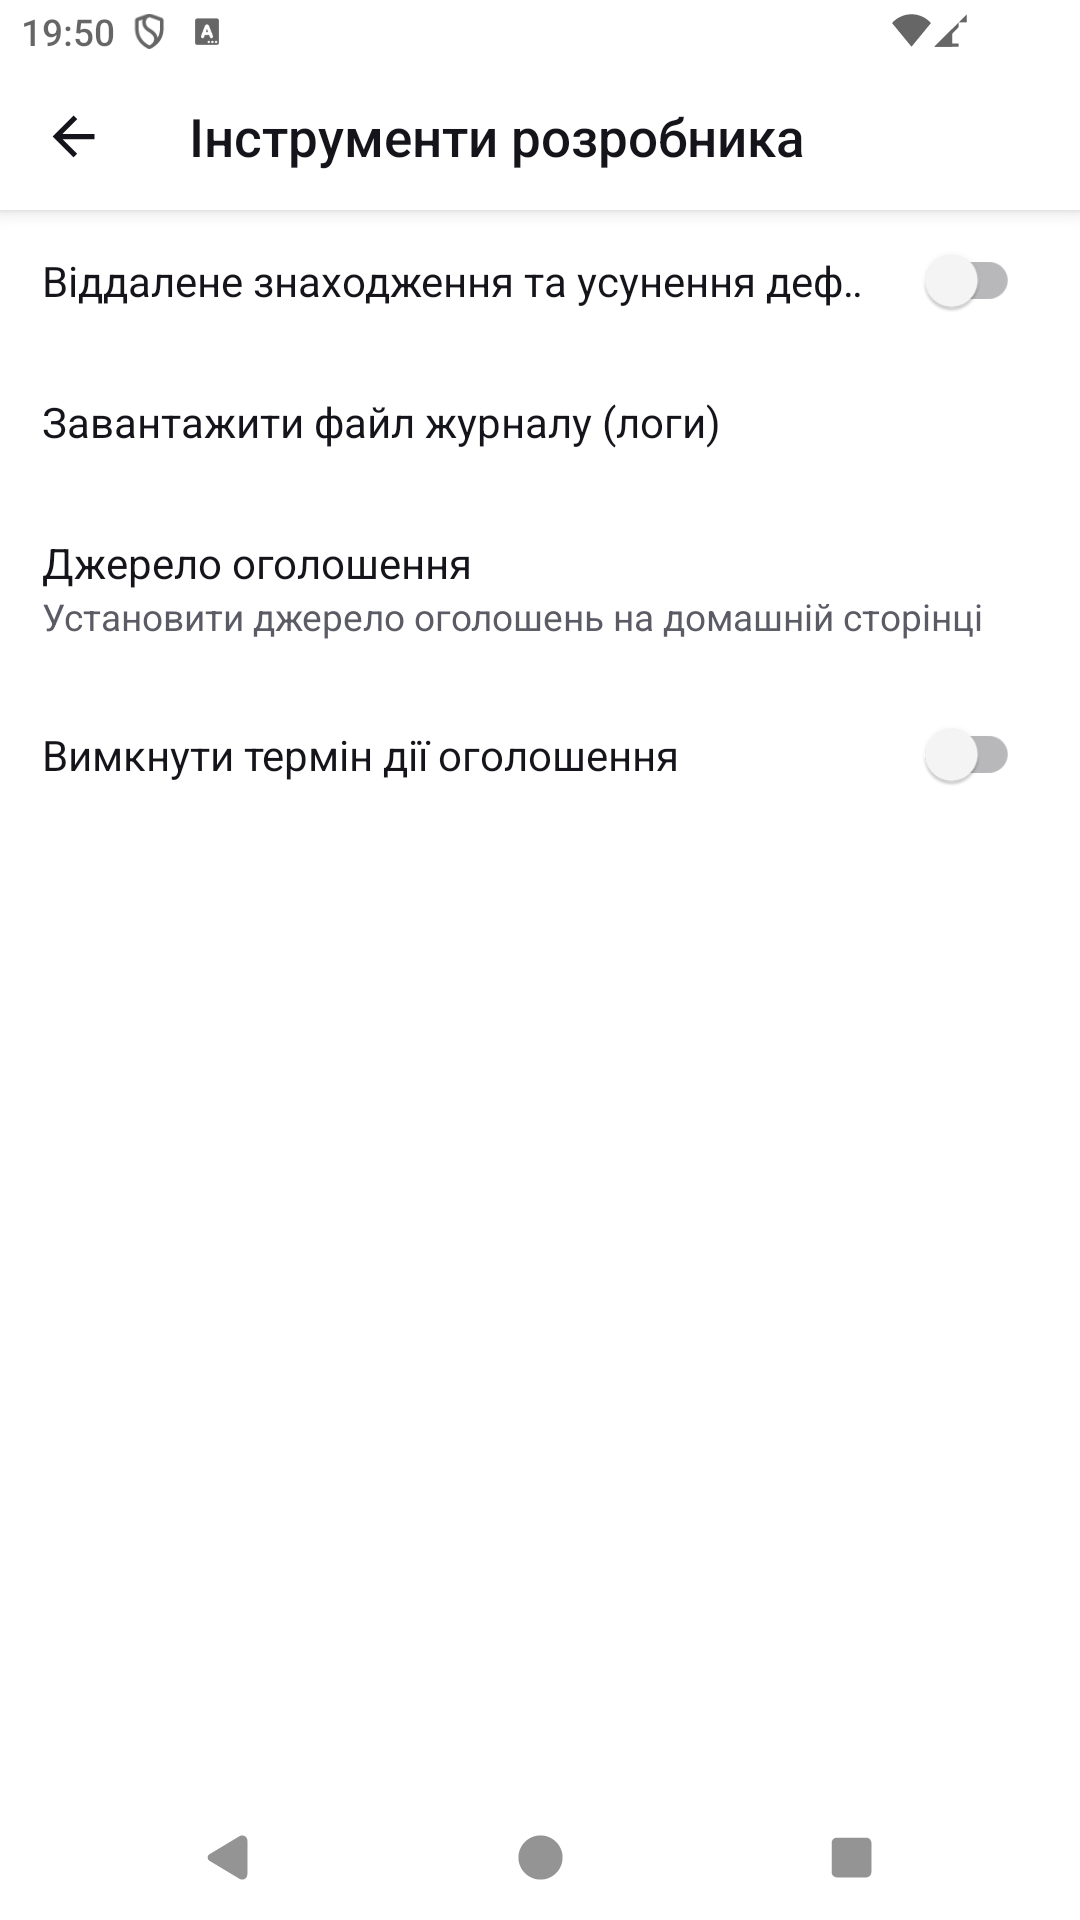 19:50
Інструменти розробника
Віддалене знаходження та усунення деф..
Завантажити файл журналу (логи)
Джерело оголошення
Установити джерело оголошень на домашній сторінці
Вимкнути термін дії оголошення